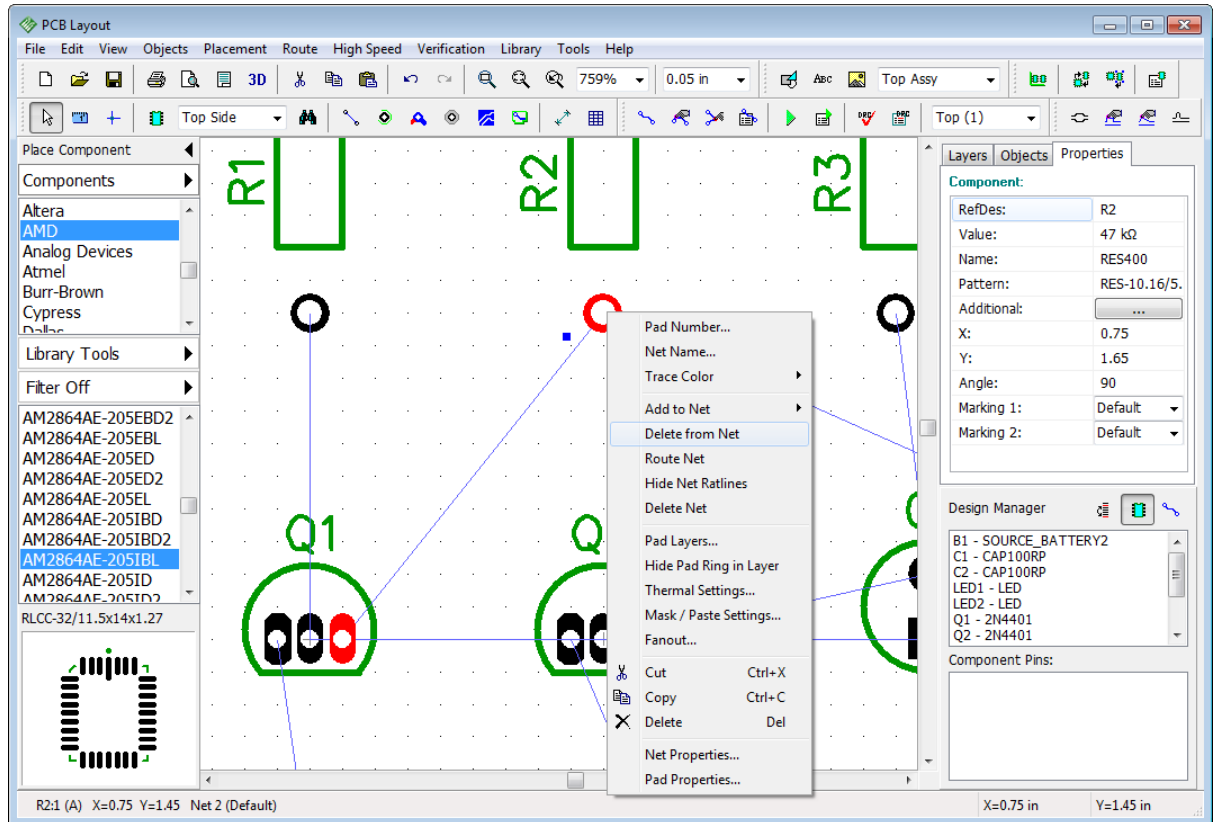 PCB Layout
File Edit View Objects Placement Route High Speed Verification Library Tools Help
3D 759% 0.05 in ABC Top Assy
Top Side DRC DRC Top (1)
Place Component
Components
Altera
AMD
Analog Devices
Atmel
Burr-Brown
Cypress
Dallas
Library Tools
Filter Off
AM2864AE-205EBD2
AM2864AE-205EBL
AM2864AE-205ED
AM2864AE-205ED2
AM2864AE-205EL
AM2864AE-205IBD
AM2864AE-205IBD2
AM2864AE-205IBL
AM2864AE-205ID
AM2864AE-205ID2
RLCC-32/11.5x14x1.27
R1
R2
R3
Q1
Q
Pad Number...
Net Name...
Trace Color
Add to Net
Delete from Net
Route Net
Hide Net Ratlines
Delete Net
Pad Layers...
Hide Pad Ring in Layer
Thermal Settings...
Mask / Paste Settings...
Fanout...
Cut Ctrl+X
Copy Ctrl+C
Delete Del
Net Properties...
Pad Properties...
Layers Objects Properties
Component:
RefDes: R2
Value: 47 kΩ
Name: RES400
Pattern: RES-10.16/5.
Additional: ...
X: 0.75
Y: 1.65
Angle: 90
Marking 1: Default
Marking 2: Default
Design Manager
B1 - SOURCE_BATTERY2
C1 - CAP100RP
C2 - CAP100RP
LED1 - LED
LED2 - LED
Q1 - 2N4401
Q2 - 2N4401
Component Pins:
R2:1 (A) X=0.75 Y=1.45 Net 2 (Default) X=0.75 in Y=1.45 in